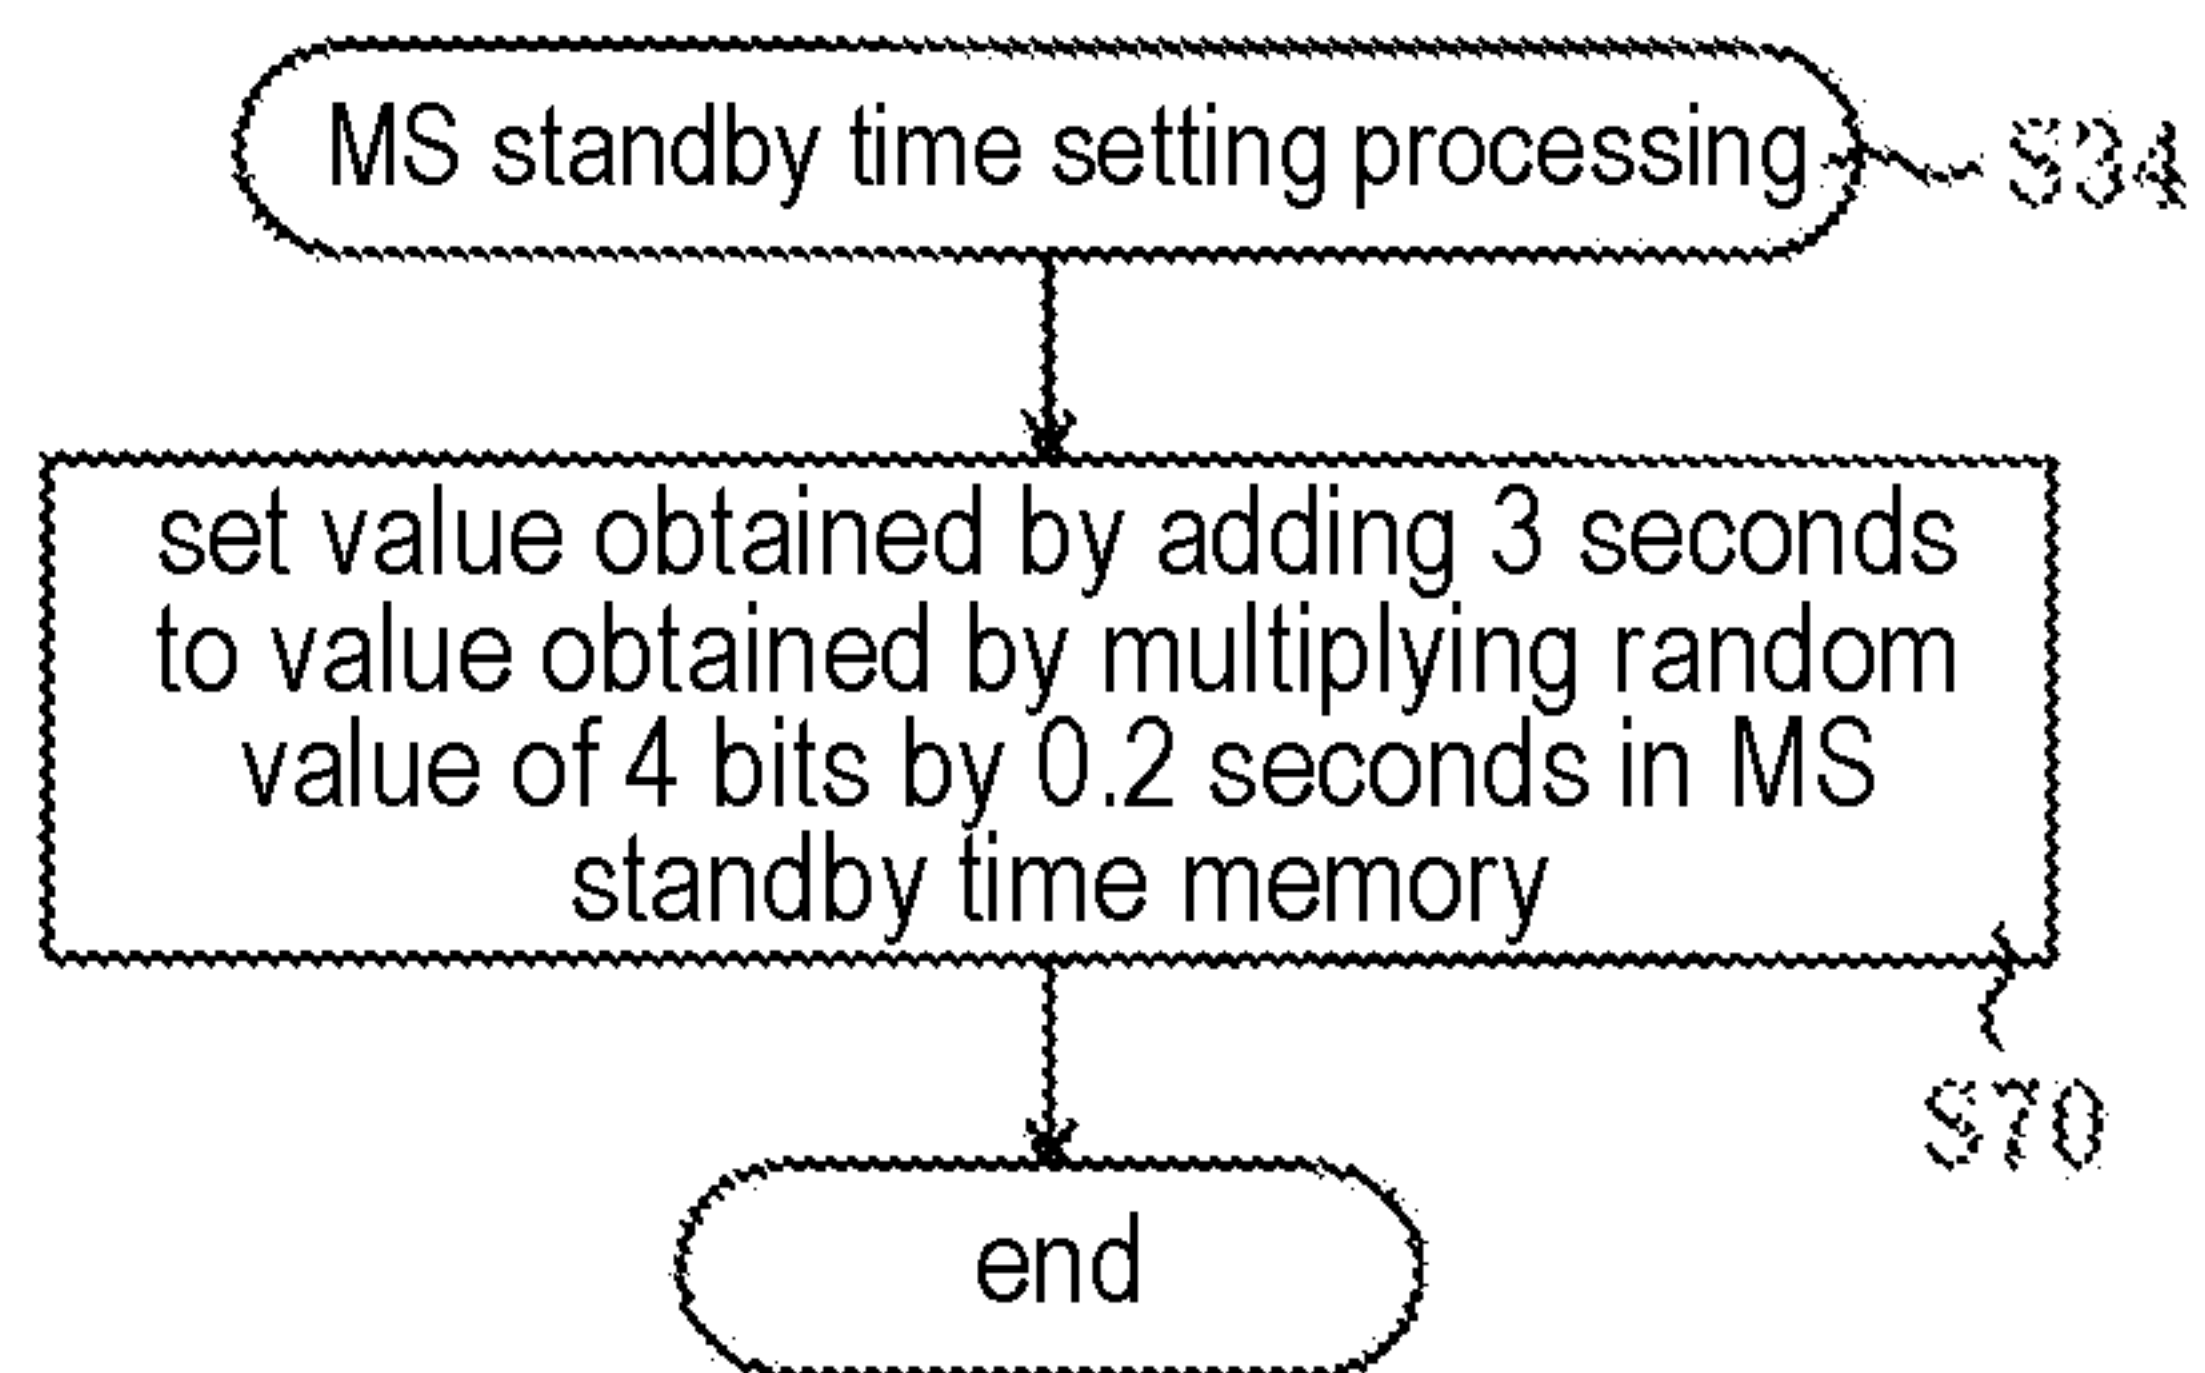 MS standby time setting processing
S34
set value obtained by adding 3 seconds
to value obtained by multiplying random
value of 4 bits by 0.2 seconds in MS
standby time memory
S70
end